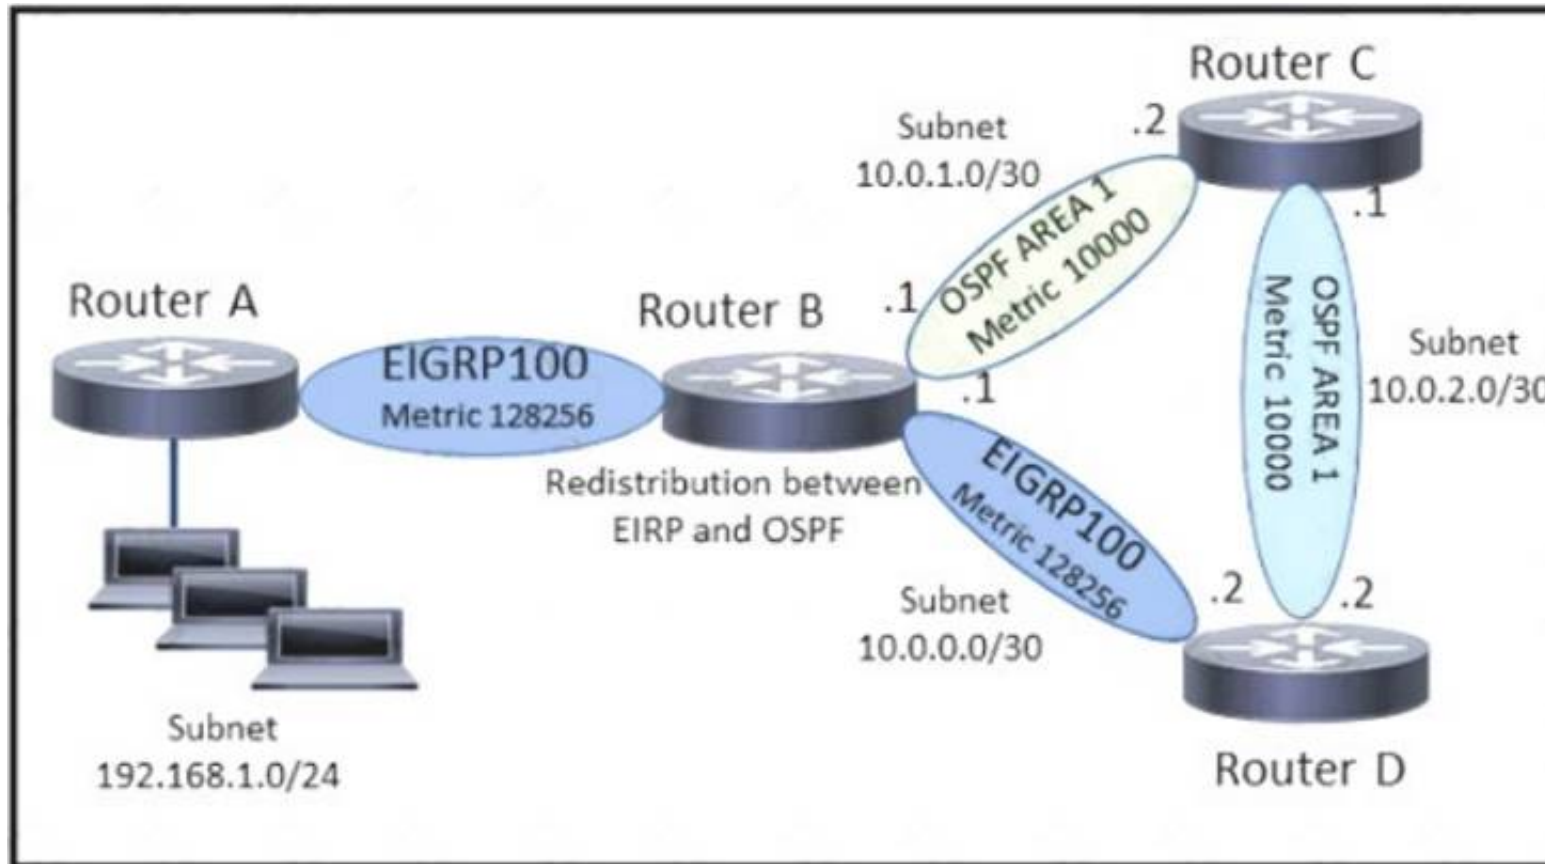 Router C
Subnet
10.0.1.0/30
.2
OSPF AREA 1
Metric 10000
.1
.1
Router A
Router B
.1
EIGRP100
Metric 128256
OSPF AREA 1
Metric 10000
Subnet
10.0.2.0/30
Redistribution between
EIRP and OSPF
EIGRP100
Metric 128256
Subnet
10.0.0.0/30
.2
.2
Subnet
192.168.1.0/24
Router D